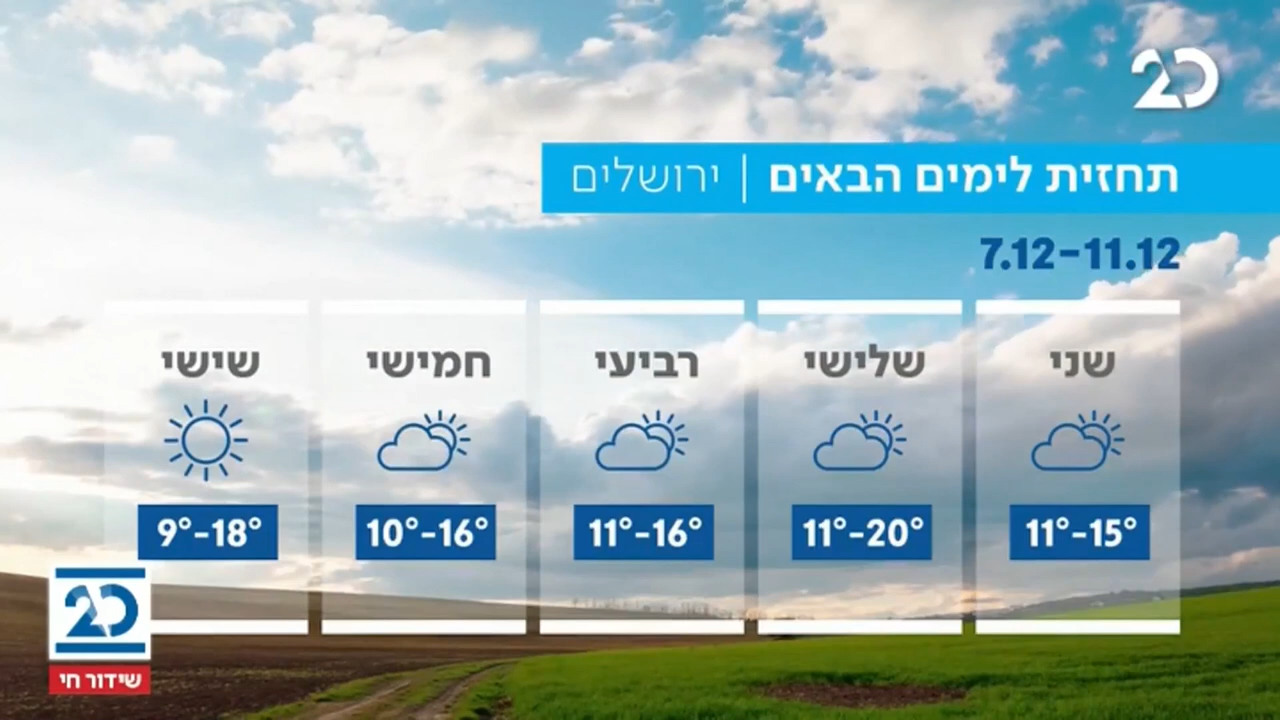 20
תחזית לימים הבאים | ירושלים
7.12-11.12
שני
11°-15°
שלישי
11°-20°
רביעי
11°-16°
חמישי
10°-16°
שישי
9°-18°
20
שידור חי